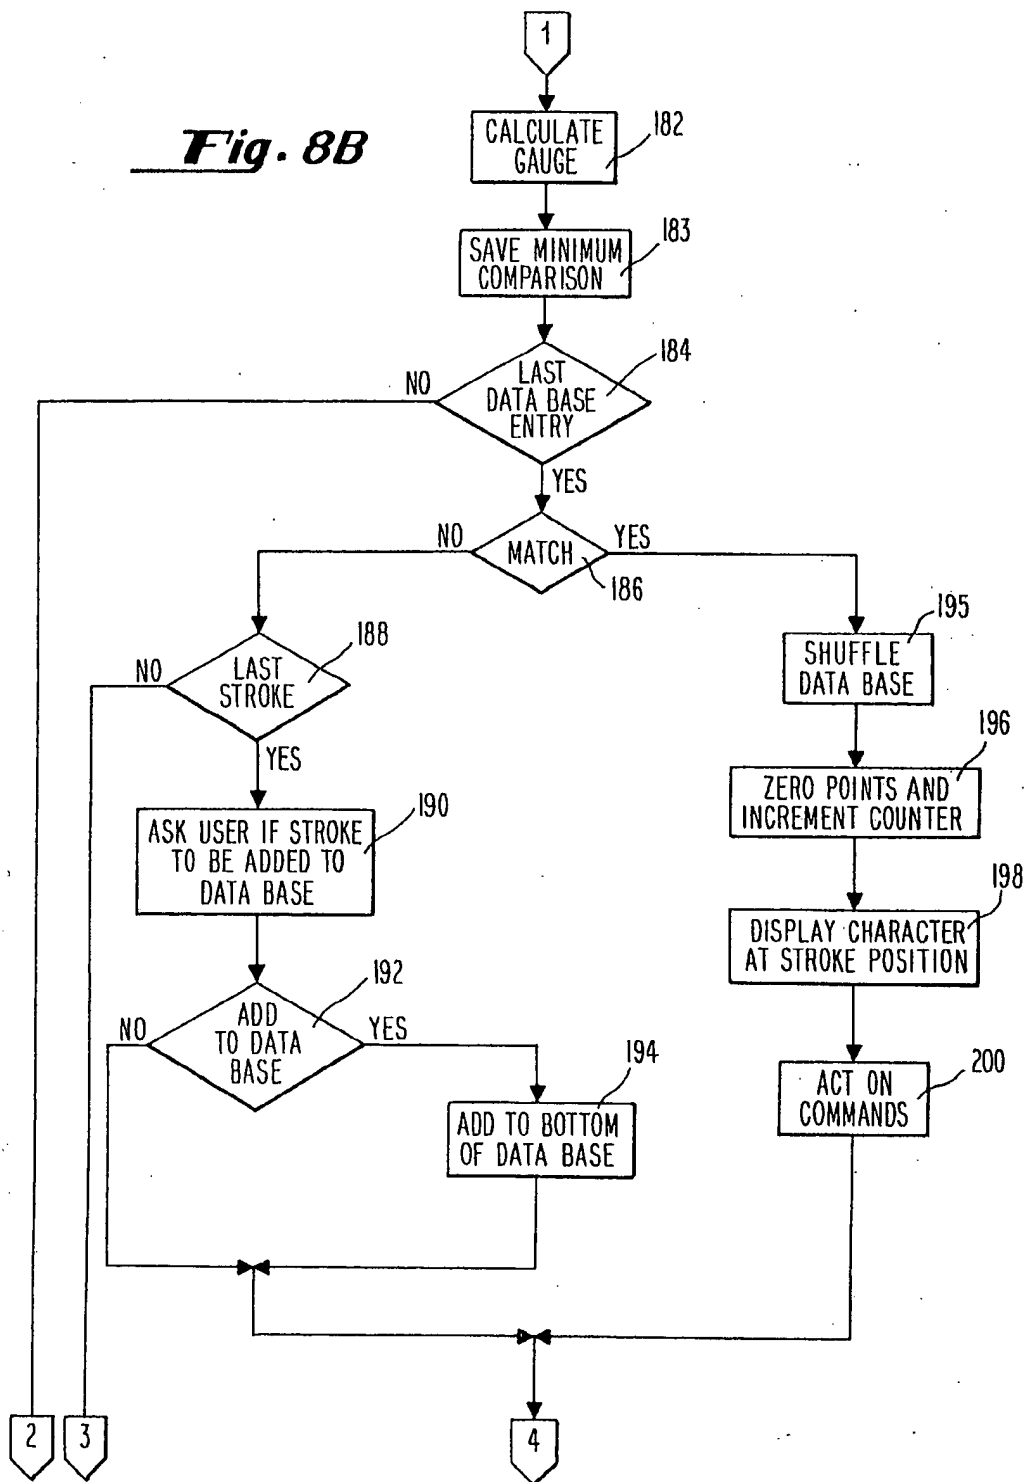 1
Fig. 8B
CALCULATE
GAUGE
182
SAVE MINIMUM
COMPARISON
183
LAST
DATA BASE
ENTRY
184
NO
YES
MATCH
186
NO
YES
LAST
STROKE
188
NO
YES
SHUFFLE
DATA BASE
195
ZERO POINTS AND
INCREMENT COUNTER
196
ASK USER IF STROKE
TO BE ADDED TO
DATA BASE
190
DISPLAY CHARACTER
AT STROKE POSITION
198
ADD
TO DATA
BASE
192
NO
YES
ADD TO BOTTOM
OF DATA BASE
194
ACT ON
COMMANDS
200
2
3
4